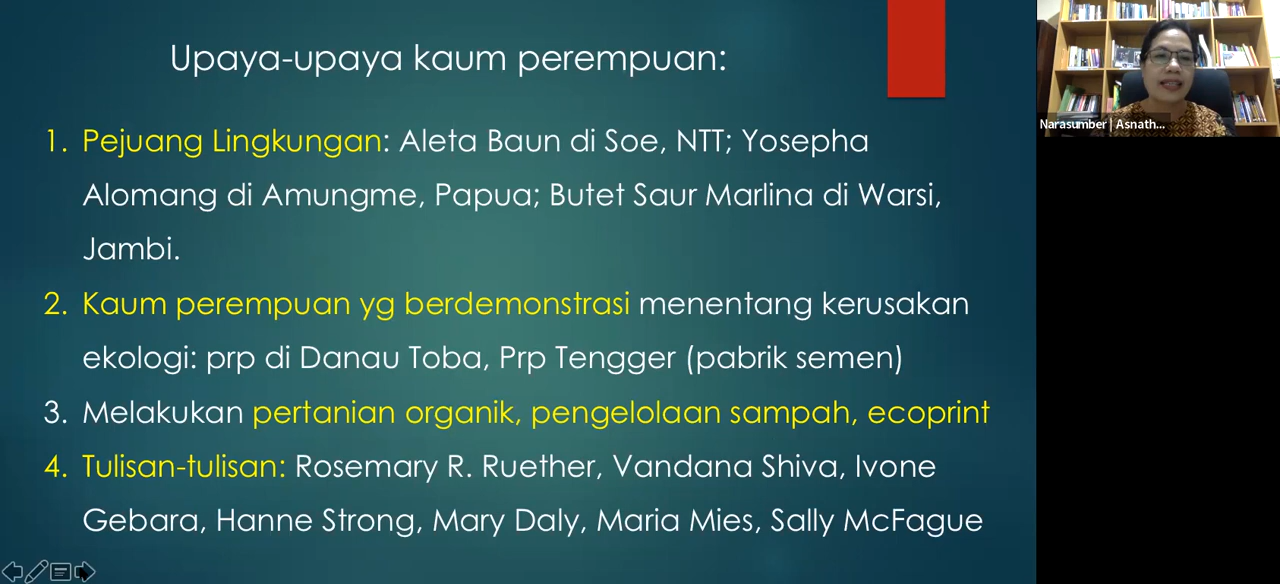 Upaya-upaya kaum perempuan:
1. Pejuang Lingkungan: Aleta Baun di Soe, NTT; Yosepha
Alomang di Amungme, Papua; Butet Saur Marlina di Warsi,
Jambi.
2. Kaum perempuan yg berdemonstrasi menentang kerusakan
ekologi: prp di Danau Toba, Prp Tengger (pabrik semen)
3. Melakukan pertanian organik, pengelolaan sampah, ecoprint
4. Tulisan-tulisan: Rosemary R. Ruether, Vandana Shiva, Ivone
Gebara, Hanne Strong, Mary Daly, Maria Mies, Sally McFague
Narasumber | Asnath...